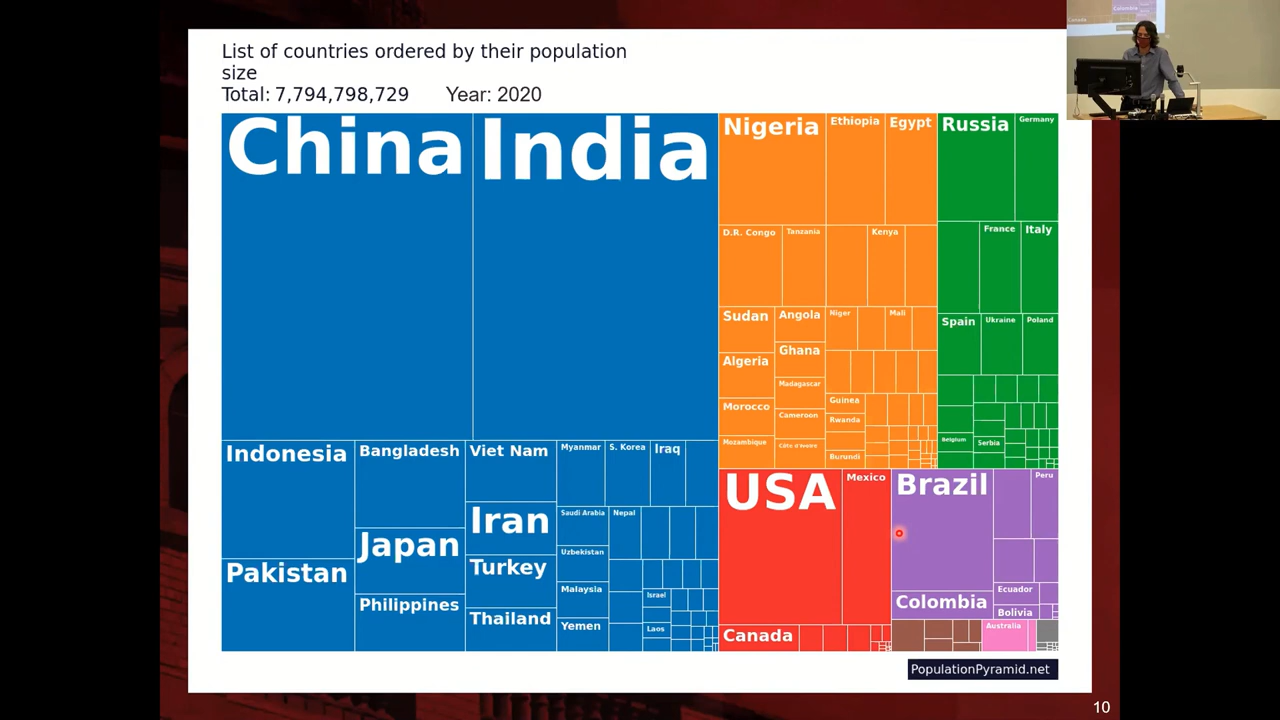 List of countries ordered by their population
size
Total: 7,794,798,729 Year: 2020
China
India
Nigeria
Ethiopia
Egypt
Russia
Germany
D.R. Congo
Tanzania
Kenya
France
Italy
Sudan
Angola
Niger
Mali
Spain
Ukraine
Poland
Ghana
Algeria
Madagascar
Morocco
Guinea
Cameroon
Rwanda
Mozambique
Côte d'Ivoire
Burundi
Belgium
Serbia
Indonesia
Bangladesh
Viet Nam
Myanmar
S. Korea
Iraq
Iran
Saudi Arabia
Nepal
Japan
Uzbekistan
Pakistan
Turkey
Malaysia
Israel
Philippines
Thailand
Yemen
Laos
USA
Mexico
Brazil
Peru
Ecuador
Colombia
Bolivia
Canada
Australia
PopulationPyramid.net
10
Colombia
Canada